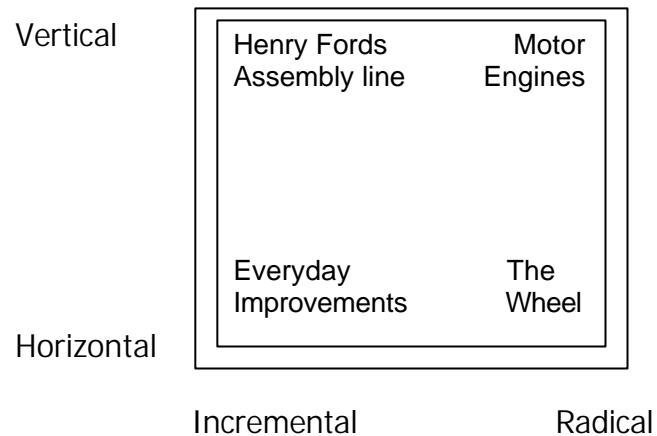 Vertical
Henry Fords
Assembly line
Motor
Engines
Everyday
Improvements
The
Wheel
Horizontal
Incremental
Radical